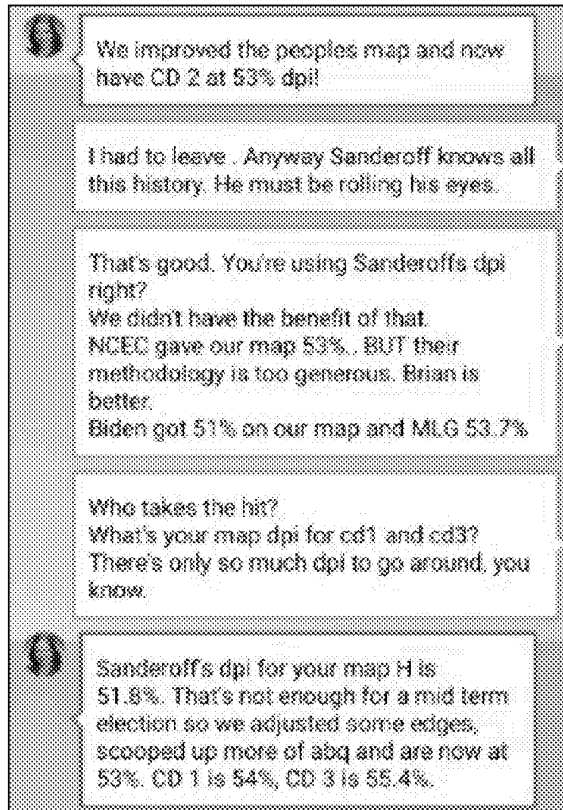 We improved the peoples map and now
have CD 2 at 53% dpi!
I had to leave . Anyway Sanderoff knows all
this history. He must be rolling his eyes.
That's good. You're using Sanderoffs dpi
right?
We didn't have the benefit of that.
NCEC gave our map 53%.. BUT their
methodology is too generous. Brian is
better.
Biden got 51% on our map and MLG 53.7%
Who takes the hit?
What's your map dpi for cd1 and cd3?
There's only so much dpi to go around, you
know.
Sanderoff's dpi for your map H is
51.8%. That's not enough for a mid term
election so we adjusted some edges,
scooped up more of abq and are now at
53%. CD 1 is 54%, CD 3 is 55.4%.